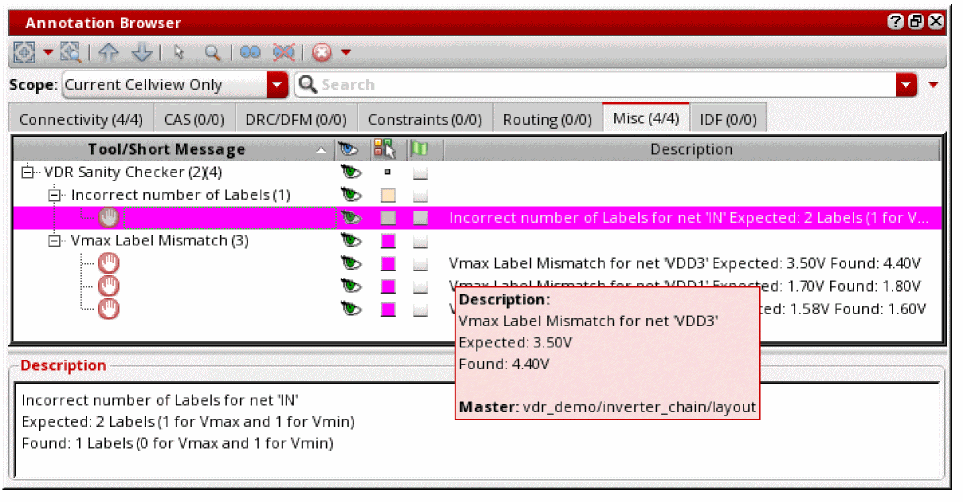 Annotation Browser
Scope: Current Cellview Only Search
Connectivity (4/4) CAS (0/0) DRC/DFM (0/0) Constraints (0/0) Routing (0/0) Misc (4/4) IDF (0/0)
Tool/Short Message Description
VDR Sanity Checker (2)(4)
Incorrect number of Labels (1)
Incorrect number of Labels for net 'IN' Expected: 2 Labels (1 for V...
Vmax Label Mismatch (3)
Vmax Label Mismatch for net 'VDD3' Expected: 3.50V Found: 4.40V
Vmax Label Mismatch for net 'VDD1' Expected: 1.70V Found: 1.80V
1.58V Found: 1.60V
Description:
Vmax Label Mismatch for net 'VDD3'
Expected: 3.50V
Found: 4.40V
Master: vdr_demo/inverter_chain/layout
Description
Incorrect number of Labels for net 'IN'
Expected: 2 Labels (1 for Vmax and 1 for Vmin)
Found: 1 Labels (0 for Vmax and 1 for Vmin)